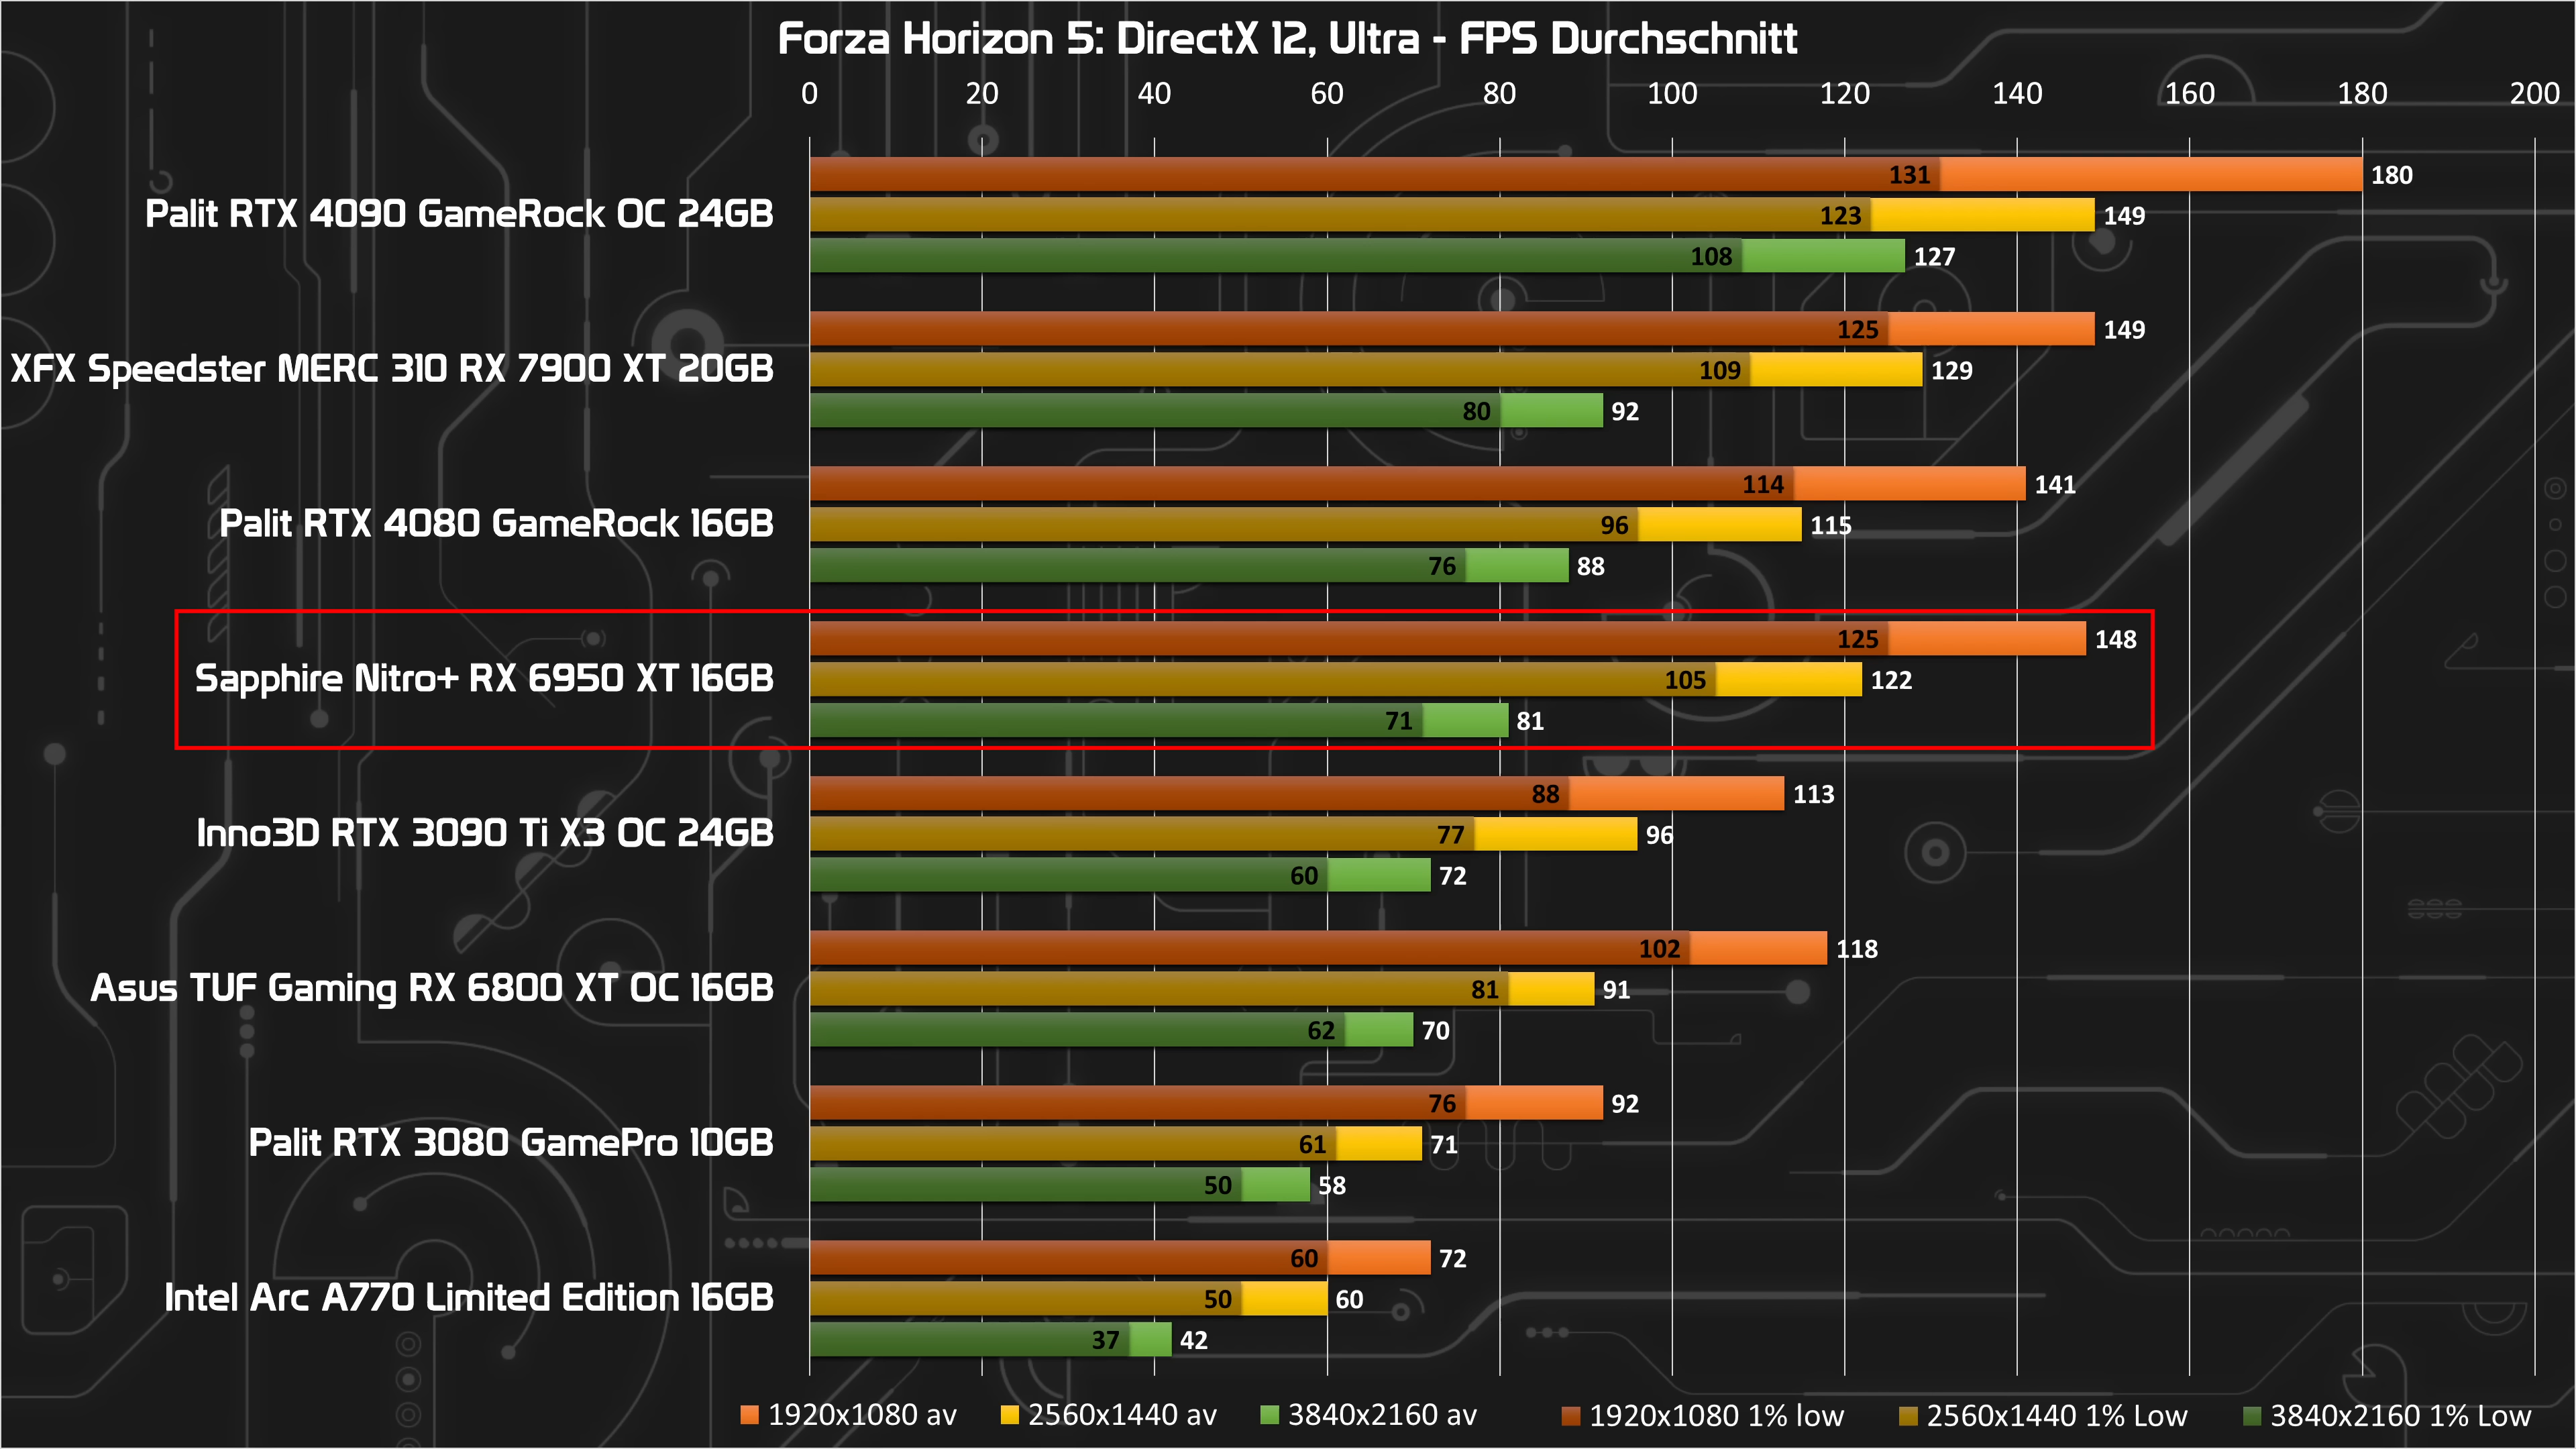 Forza Horizon 5: DirectX 12, Ultra - FPS Durchschnitt
0 20 40 60 80 100 120 140 160 180 200
131 180
Palit RTX 4090 GameRock OC 24GB 123 149
108 127
125 149
XFX Speedster MERC 310 RX 7900 XT 20GB 109 129
80 92
114 141
Palit RTX 4080 GameRock 16GB 96 115
76 88
125 148
Sapphire Nitro+ RX 6950 XT 16GB 105 122
71 81
88 113
Inno3D RTX 3090 Ti X3 OC 24GB 77 96
60 72
102 118
Asus TUF Gaming RX 6800 XT OC 16GB 81 91
62 70
76 92
Palit RTX 3080 GamePro 10GB 61 71
50 58
60 72
Intel Arc A770 Limited Edition 16GB 50 60
37 42
1920x1080 av 2560x1440 av 3840x2160 av 1920x1080 1% low 2560x1440 1% Low 3840x2160 1% Low